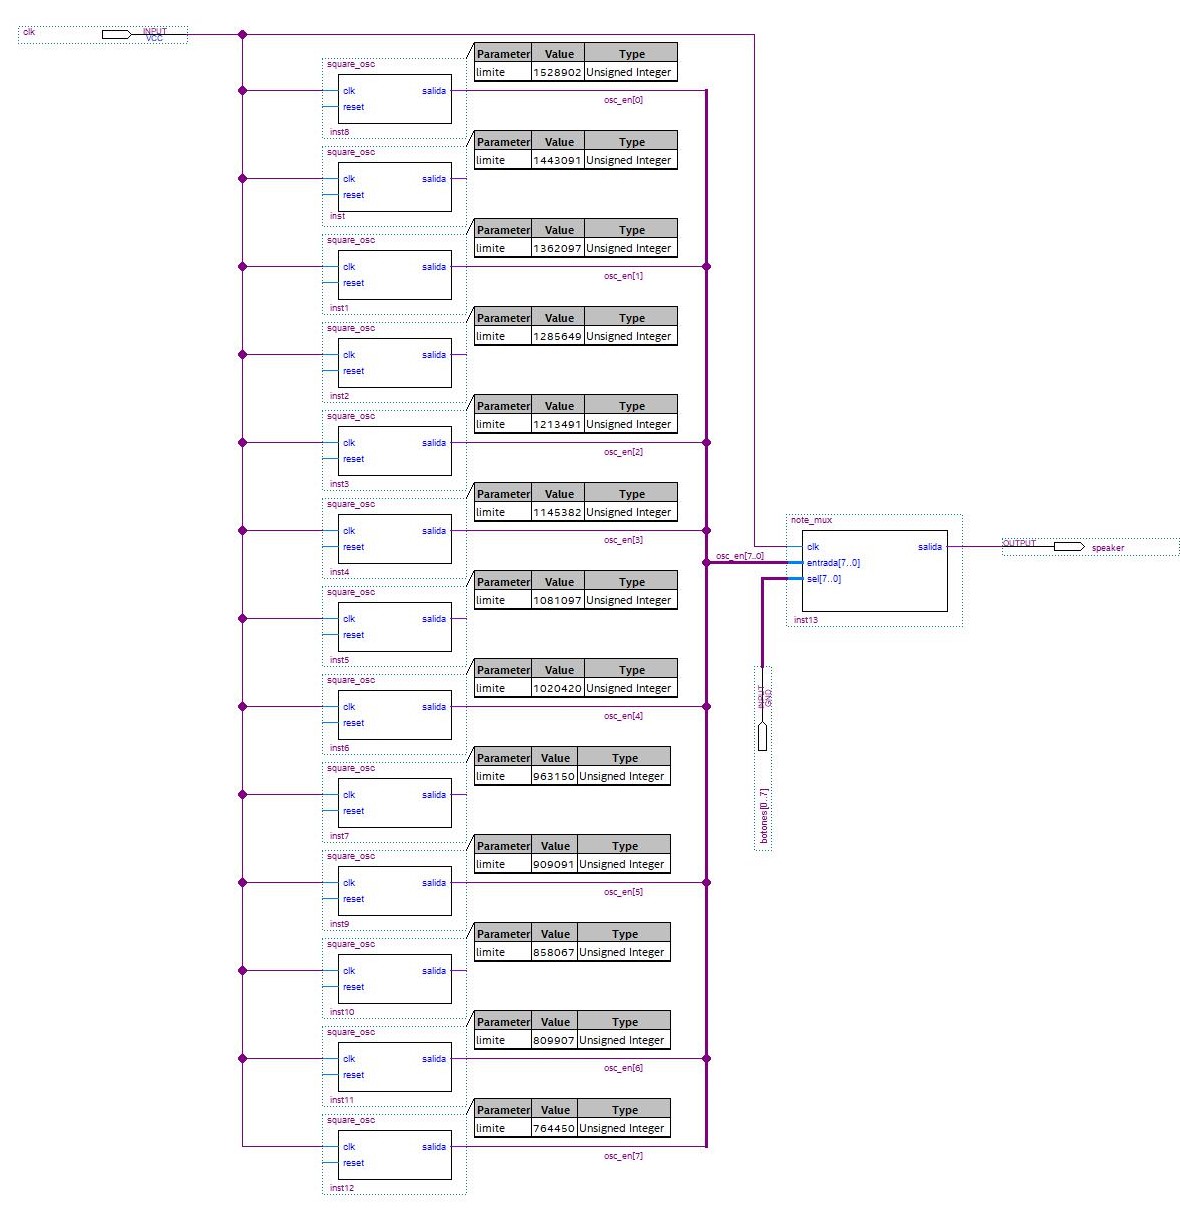 clk INPUT
VCC
Parameter Value Type
limite 1528902 Unsigned Integer
square_osc
clk salida
reset
inst8
osc_en[0]
Parameter Value Type
limite 1443091 Unsigned Integer
square_osc
clk salida
reset
inst
Parameter Value Type
limite 1362097 Unsigned Integer
square_osc
clk salida
reset
inst1
osc_en[1]
Parameter Value Type
limite 1285649 Unsigned Integer
square_osc
clk salida
reset
inst2
Parameter Value Type
limite 1213491 Unsigned Integer
square_osc
clk salida
reset
inst3
osc_en[2]
Parameter Value Type
limite 1145382 Unsigned Integer
square_osc
clk salida
reset
inst4
osc_en[3]
Parameter Value Type
limite 1081097 Unsigned Integer
square_osc
clk salida
reset
inst5
Parameter Value Type
limite 1020420 Unsigned Integer
square_osc
clk salida
reset
inst6
osc_en[4]
Parameter Value Type
limite 963150 Unsigned Integer
square_osc
clk salida
reset
inst7
Parameter Value Type
limite 909091 Unsigned Integer
square_osc
clk salida
reset
inst9
osc_en[5]
Parameter Value Type
limite 858067 Unsigned Integer
square_osc
clk salida
reset
inst10
Parameter Value Type
limite 809907 Unsigned Integer
square_osc
clk salida
reset
inst11
osc_en[6]
Parameter Value Type
limite 764450 Unsigned Integer
square_osc
clk salida
reset
inst12
osc_en[7]
osc_en[7..0]
note_mux
clk salida
entrada[7..0]
sel[7..0]
inst13
OUTPUT speaker
INPUT
GND
botones[0..7]